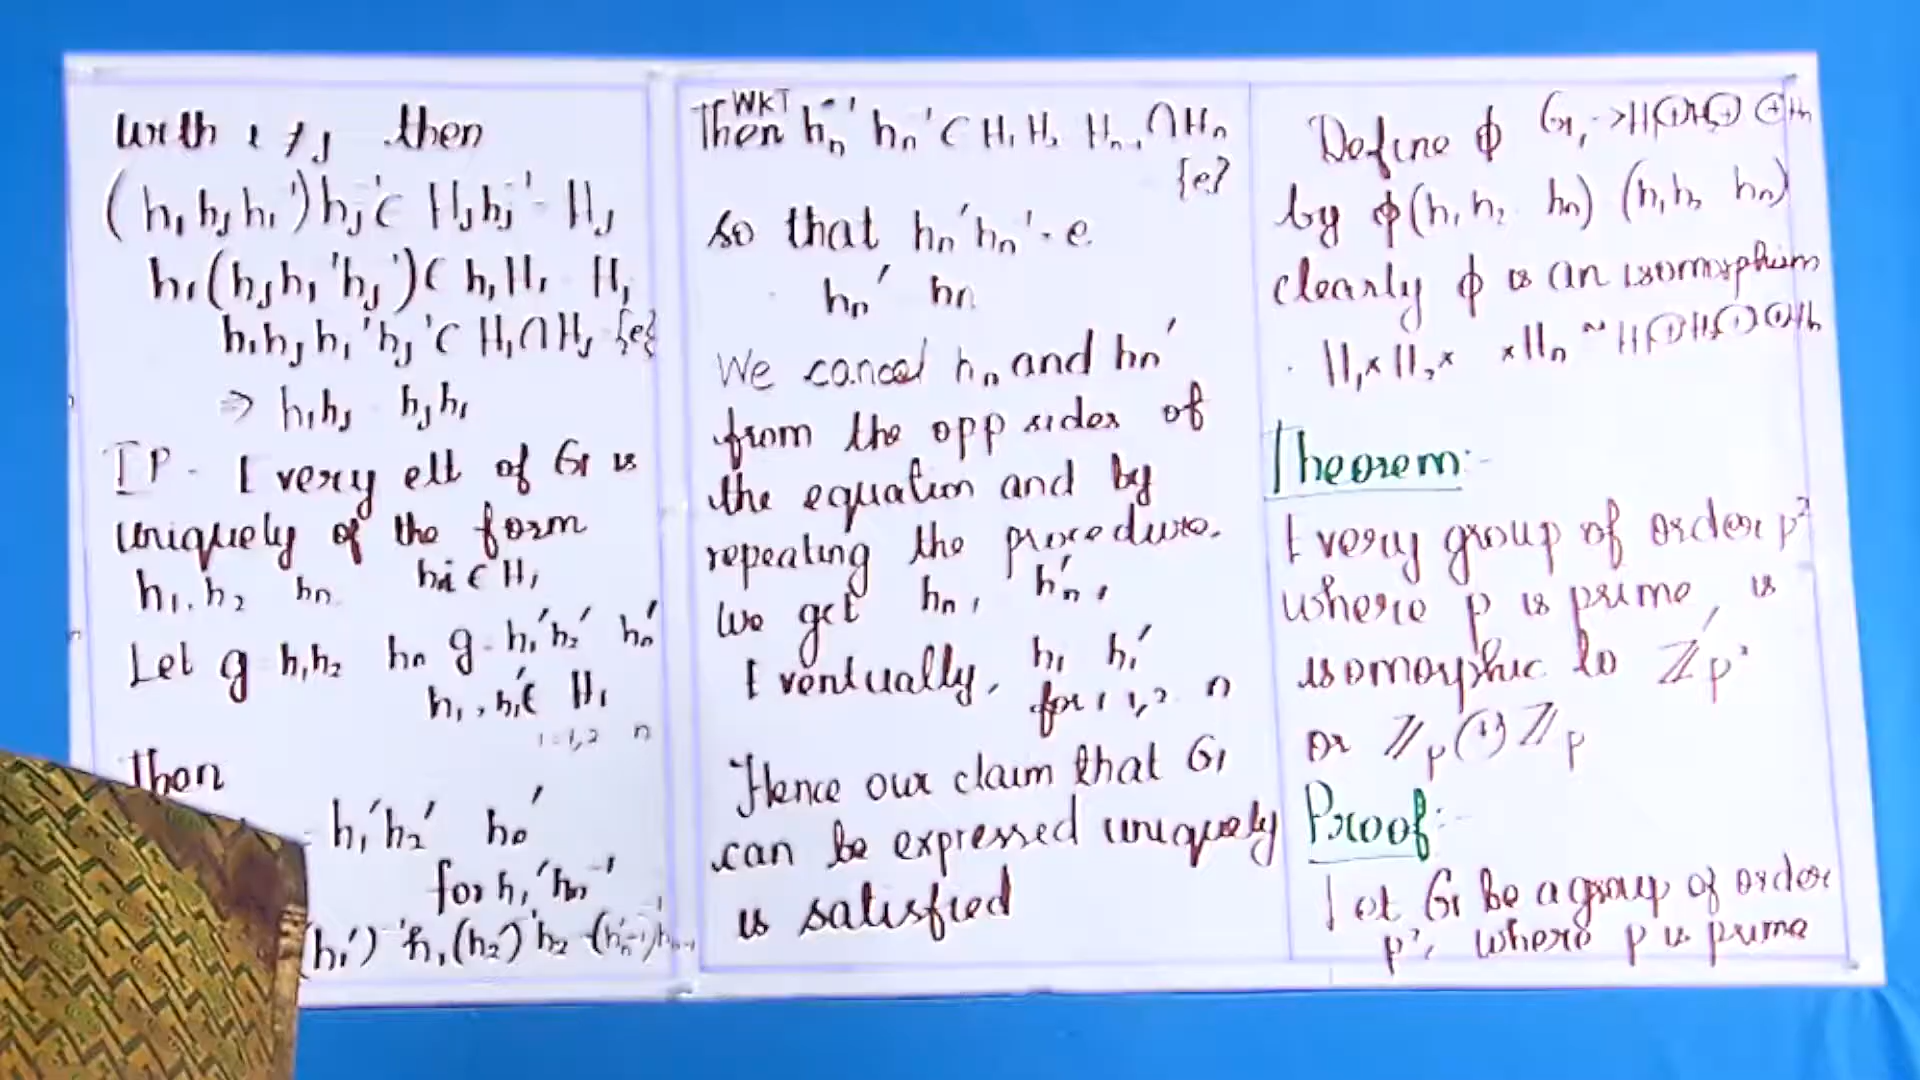 with i ≠ j then
(hi hj hi⁻¹) hj⁻¹ ∈ Hj hj⁻¹ = Hj
hi (hj hi⁻¹ hj⁻¹) ∈ hi Hi = Hi
hi hj hi⁻¹ hj⁻¹ ∈ Hi ∩ Hj {e}
⇒ hi hj hj hi
TP - Every elt of G is
uniquely of the form
h1, h2 hn hi ∈ Hi
Let g h1h2 hn g = h1'h2' hn'
hi, hi' ∈ Hi
i = 1,2 n
Then
h1'h2' hn'
for
(h1')⁻¹h1(h2')⁻¹h2
WKT
Then hn' hn⁻¹ ∈ H1 H2 Hn-1 ∩ Hn
{e}
so that hn' hn⁻¹ = e
hn' hn
We cancel hn and hn'
from the opp sides of
the equation and by
repeating the procedure.
We get hn-1 h'n-1
Eventually, hi hi'
for i 1,2 n
Hence our claim that G
can be expressed uniquely
is satisfied
Define ϕ G → H1 ⊕ H2 ⊕ ⊕ Hn
by ϕ(h1 h2 hn) (h1 h2 hn)
clearly ϕ is an isomorphism
∴ H1 × H2 × × Hn ≈ H1 ⊕ H2 ⊕ ⊕ Hn
Theorem:-
Every group of order p²
where p is prime, is
isomorphic to ℤp²
or ℤp ⊕ ℤp
Proof:-
Let G be a group of order
p², where p is prime